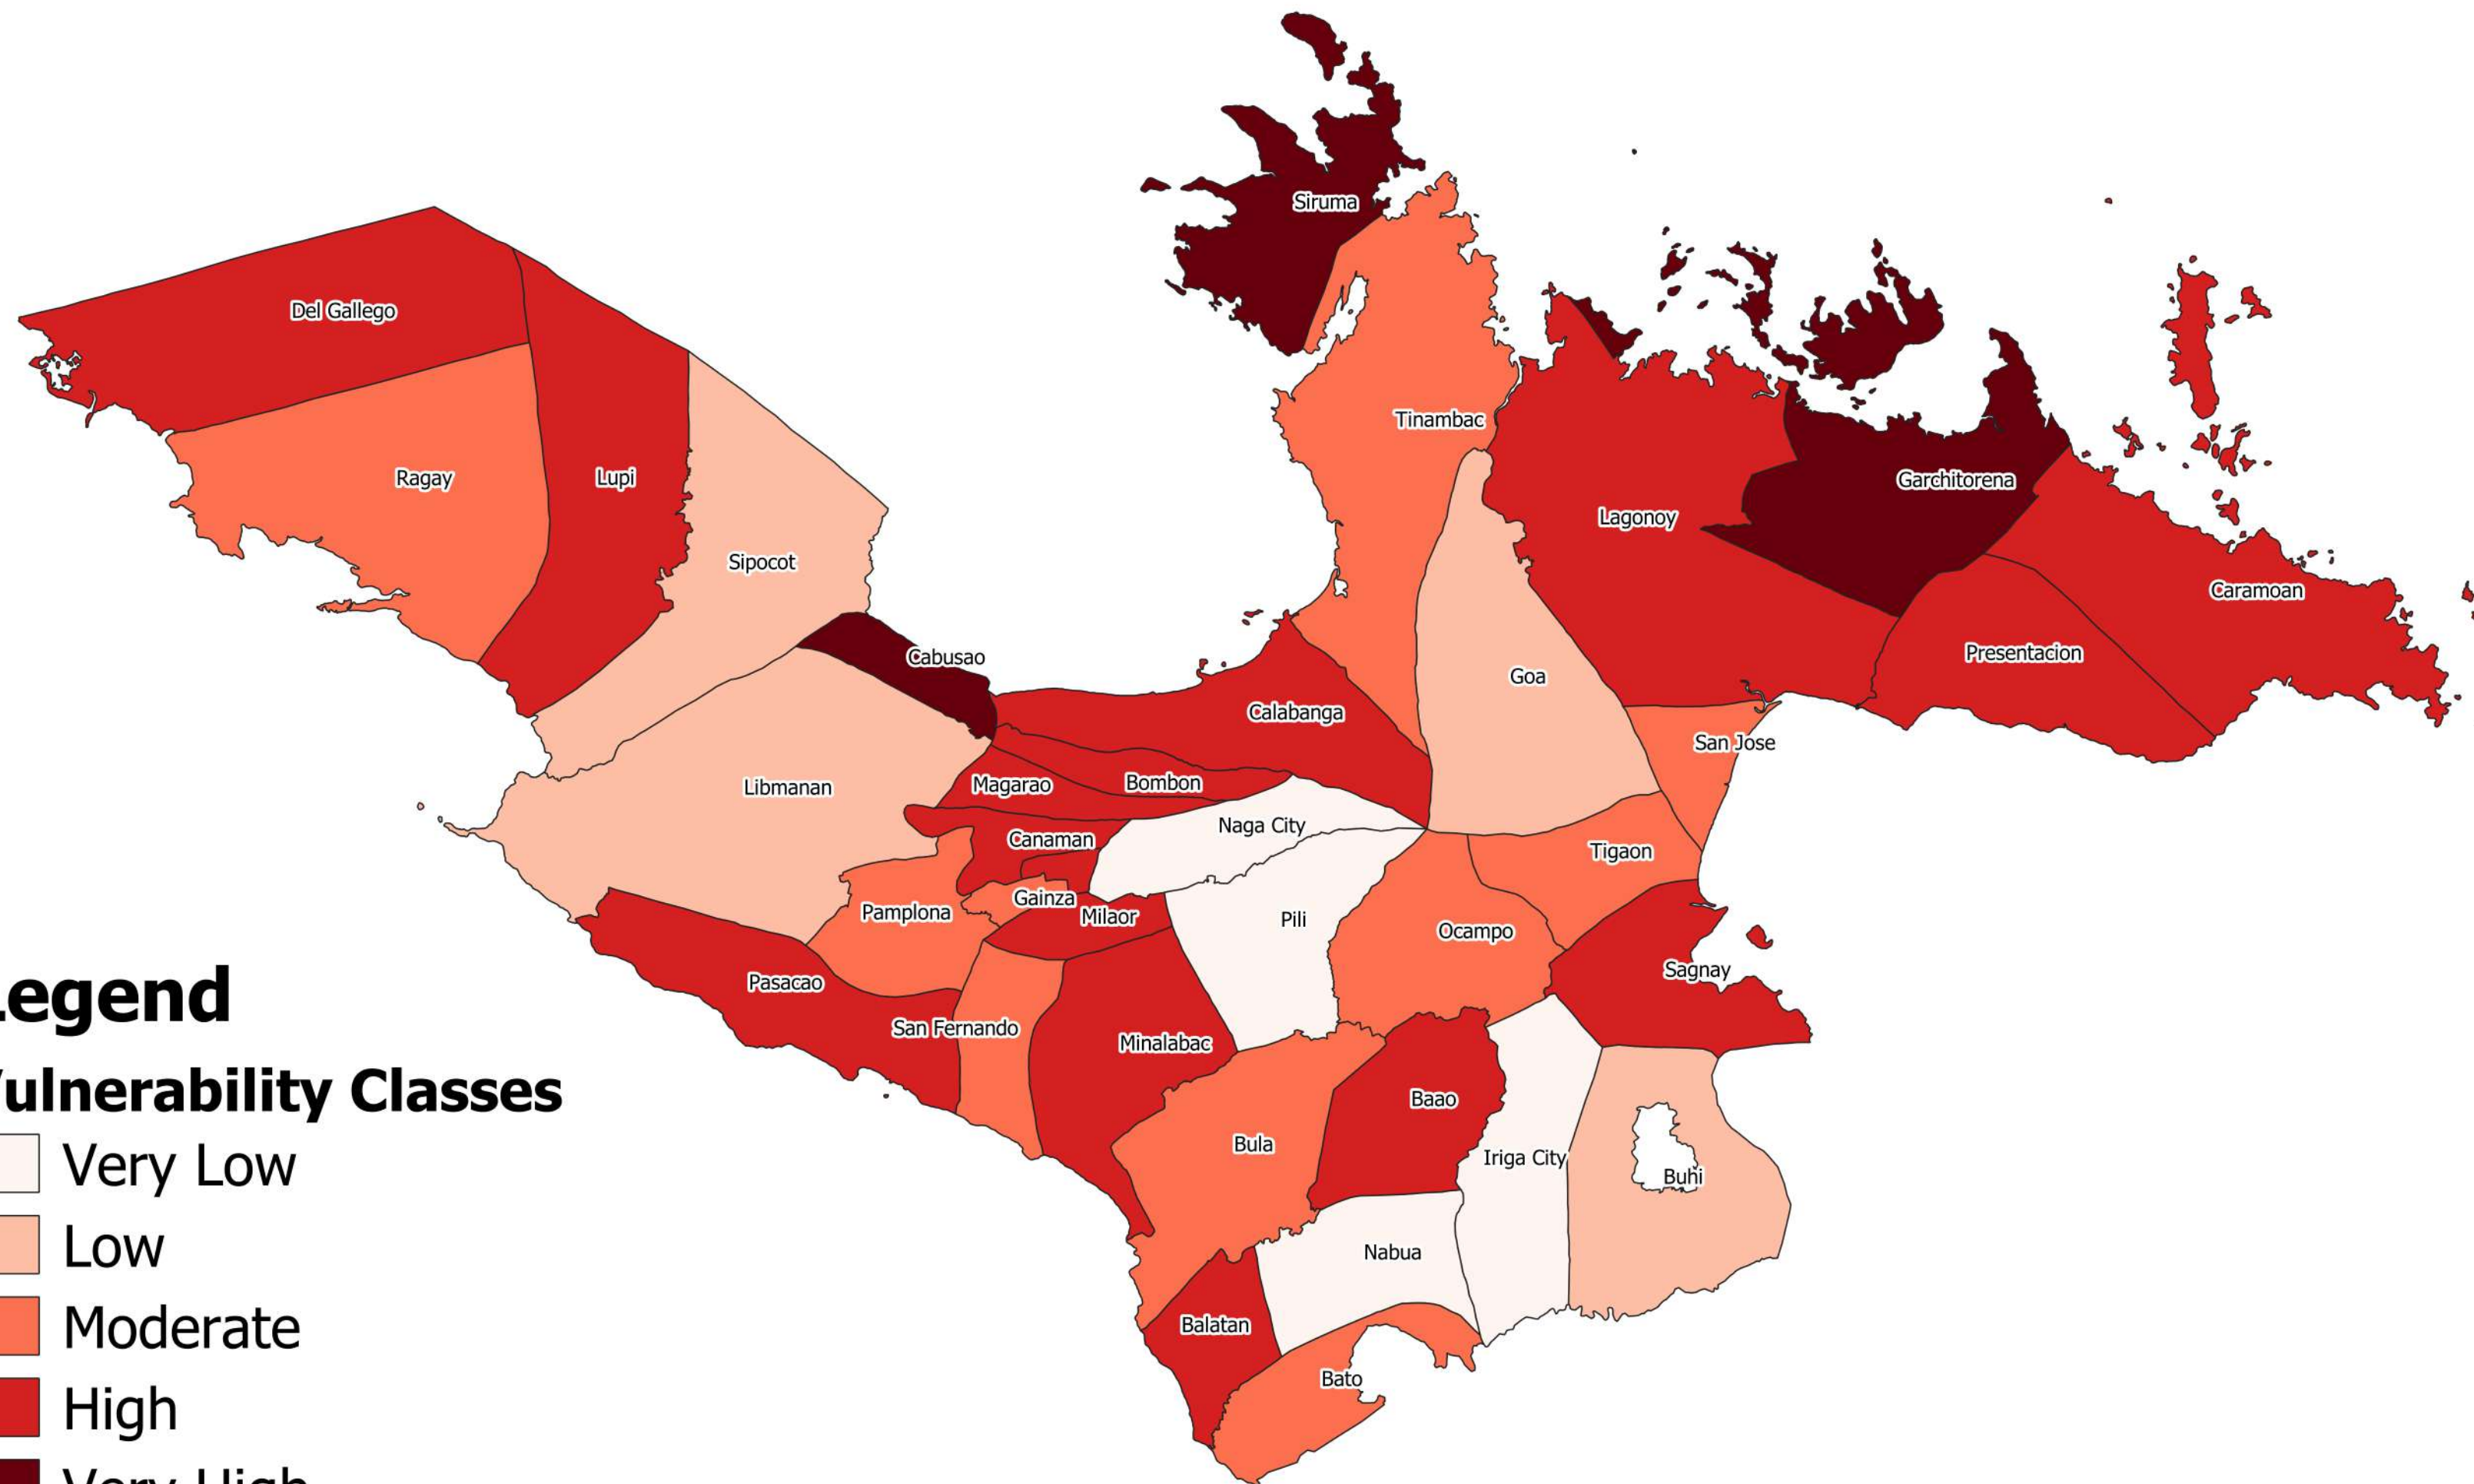 Siruma
Del Gallego
Tinambac
Ragay
Lupi
Garchitorena
Lagonoy
Sipocot
Caramoan
Cabusao
Presentacion
Goa
Calabanga
San Jose
Libmanan
Magarao
Bombon
Naga City
Canaman
Tigaon
Gainza
Pamplona
Milaor
Pili
Ocampo
Sagnay
Pasacao
San Fernando
Minalabac
Baao
Bula
Iriga City
Buhi
Nabua
Balatan
Bato
Legend
Vulnerability Classes
Very Low
Low
Moderate
High
Very High